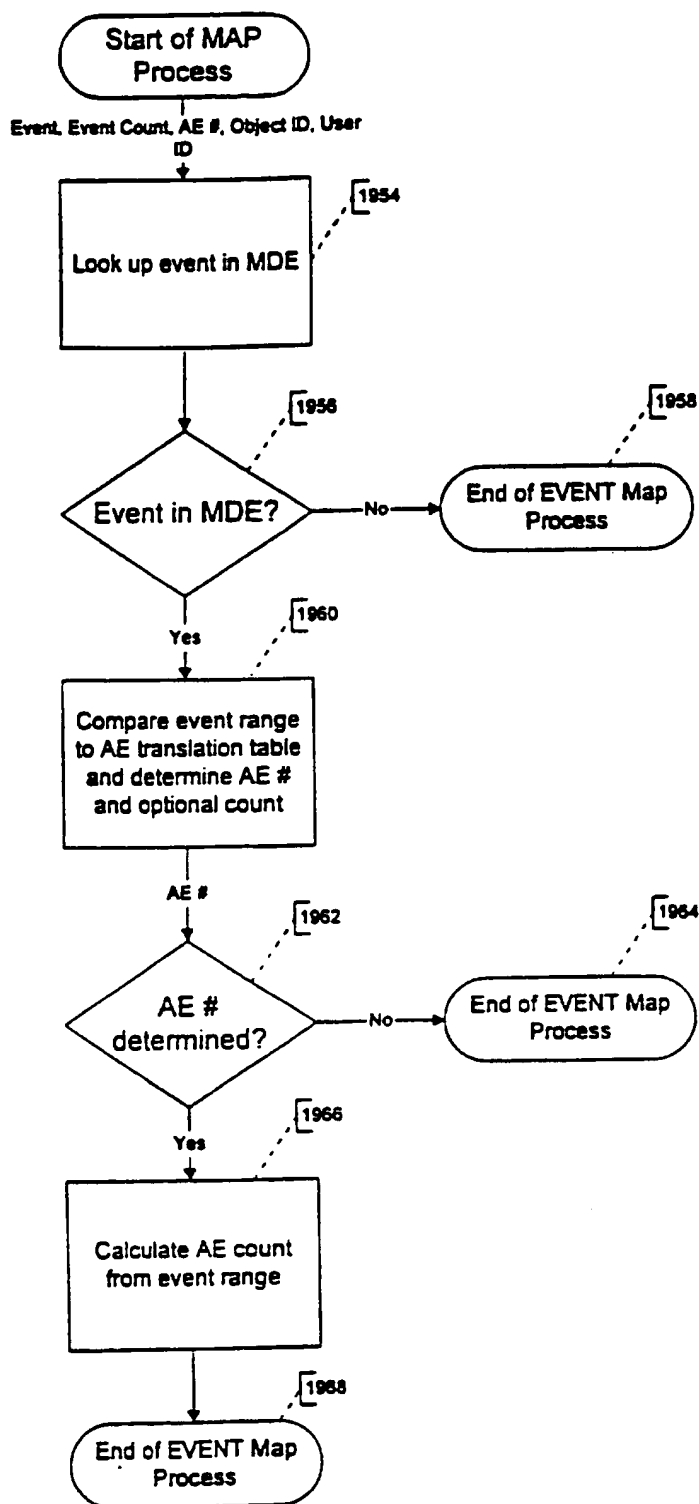 Start of MAP
Process
Event, Event Count, AE #, Object ID, User
ID
1954
Look up event in MDE
1956
1958
Event in MDE?
No
End of EVENT Map
Process
Yes
1960
Compare event range
to AE translation table
and determine AE #
and optional count
AE #
1962
1964
AE #
determined?
No
End of EVENT Map
Process
Yes
1966
Calculate AE count
from event range
1968
End of EVENT Map
Process